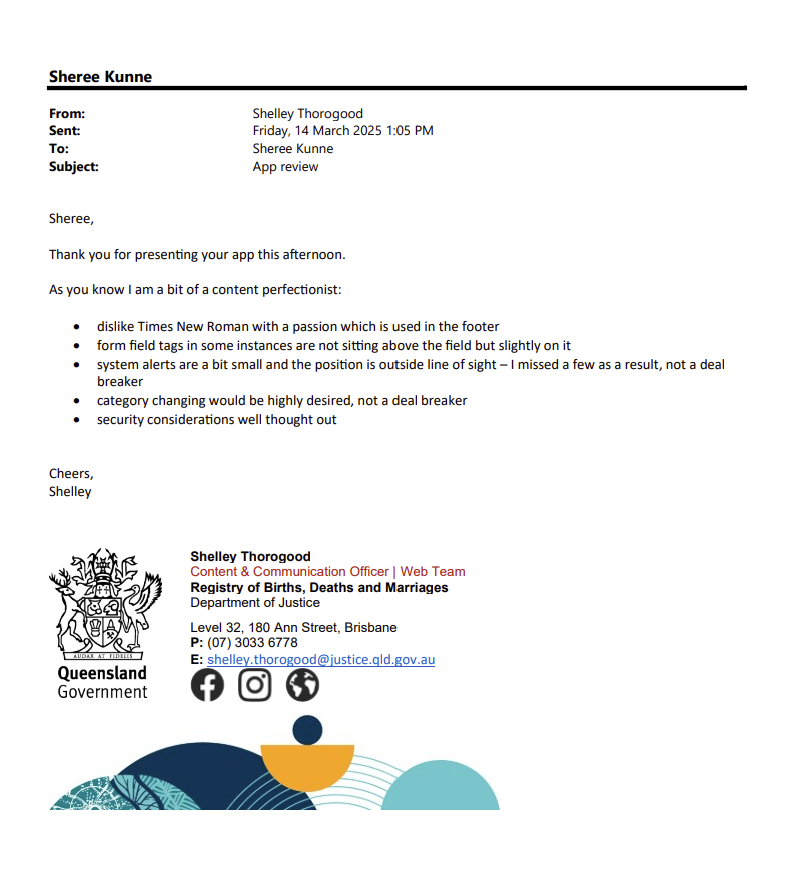 Sheree Kunne
From: Shelley Thorogood
Sent: Friday, 14 March 2025 1:05 PM
To: Sheree Kunne
Subject: App review
Sheree,
Thank you for presenting your app this afternoon.
As you know I am a bit of a content perfectionist:
• dislike Times New Roman with a passion which is used in the footer
• form field tags in some instances are not sitting above the field but slightly on it
• system alerts are a bit small and the position is outside line of sight – I missed a few as a result, not a deal
breaker
• category changing would be highly desired, not a deal breaker
• security considerations well thought out
Cheers,
Shelley
AUDAX AT FIDELIS
Queensland
Government
Shelley Thorogood
Content & Communication Officer | Web Team
Registry of Births, Deaths and Marriages
Department of Justice
Level 32, 180 Ann Street, Brisbane
P: (07) 3033 6778
E: shelley.thorogood@justice.qld.gov.au